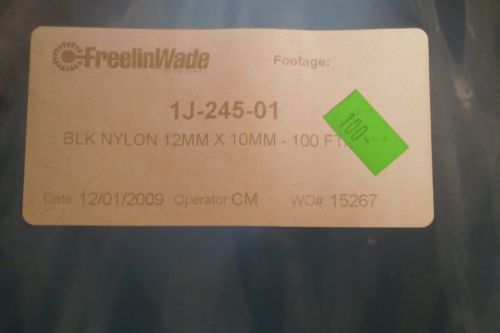 FreelinWade
Footage:
1J-245-01
BLK NYLON 12MM X 10MM - 100 FT
100-
Date 12/01/2009 Operator CM WO# 15267